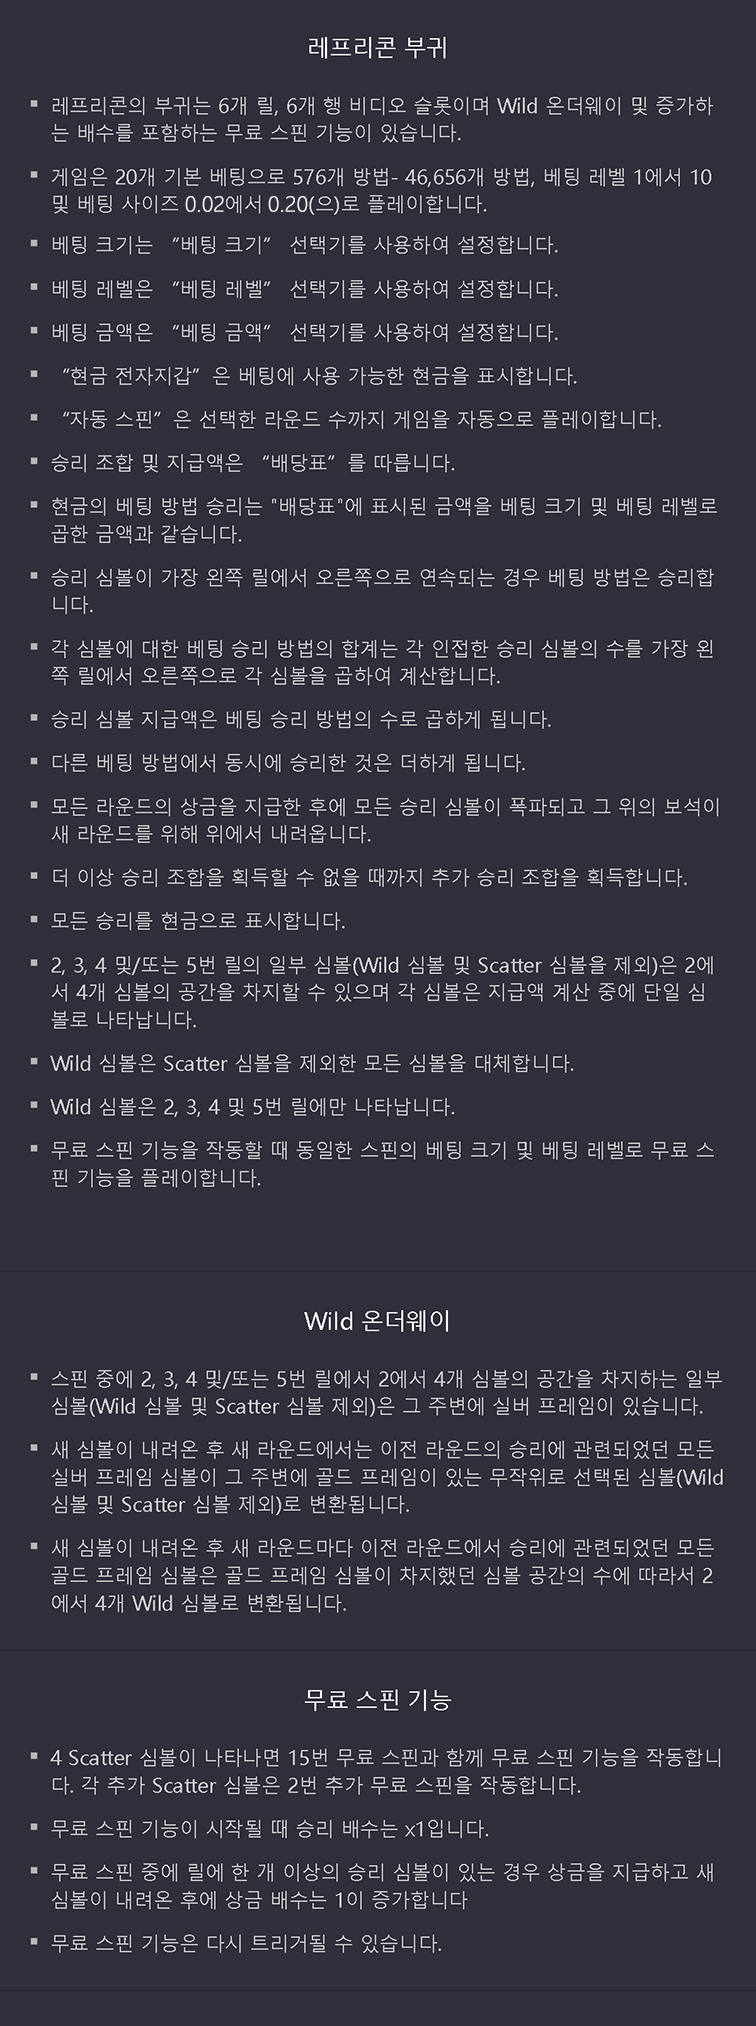 레프리콘 부귀
▪ 레프리콘의 부귀는 6개 릴, 6개 행 비디오 슬롯이며 Wild 온더웨이 및 증가하
는 배수를 포함하는 무료 스핀 기능이 있습니다.
▪ 게임은 20개 기본 베팅으로 576개 방법- 46,656개 방법, 베팅 레벨 1에서 10
및 베팅 사이즈 0.02에서 0.20(으)로 플레이합니다.
▪ 베팅 크기는 “베팅 크기” 선택기를 사용하여 설정합니다.
▪ 베팅 레벨은 “베팅 레벨” 선택기를 사용하여 설정합니다.
▪ 베팅 금액은 “베팅 금액” 선택기를 사용하여 설정합니다.
▪ “현금 전자지갑”은 베팅에 사용 가능한 현금을 표시합니다.
▪ “자동 스핀”은 선택한 라운드 수까지 게임을 자동으로 플레이합니다.
▪ 승리 조합 및 지급액은 “배당표”를 따릅니다.
▪ 현금의 베팅 방법 승리는 "배당표"에 표시된 금액을 베팅 크기 및 베팅 레벨로
곱한 금액과 같습니다.
▪ 승리 심볼이 가장 왼쪽 릴에서 오른쪽으로 연속되는 경우 베팅 방법은 승리합
니다.
▪ 각 심볼에 대한 베팅 승리 방법의 합계는 각 인접한 승리 심볼의 수를 가장 왼
쪽 릴에서 오른쪽으로 각 심볼을 곱하여 계산합니다.
▪ 승리 심볼 지급액은 베팅 승리 방법의 수로 곱하게 됩니다.
▪ 다른 베팅 방법에서 동시에 승리한 것은 더하게 됩니다.
▪ 모든 라운드의 상금을 지급한 후에 모든 승리 심볼이 폭파되고 그 위의 보석이
새 라운드를 위해 위에서 내려옵니다.
▪ 더 이상 승리 조합을 획득할 수 없을 때까지 추가 승리 조합을 획득합니다.
▪ 모든 승리를 현금으로 표시합니다.
▪ 2, 3, 4 및/또는 5번 릴의 일부 심볼(Wild 심볼 및 Scatter 심볼을 제외)은 2에
서 4개 심볼의 공간을 차지할 수 있으며 각 심볼은 지급액 계산 중에 단일 심
볼로 나타납니다.
▪ Wild 심볼은 Scatter 심볼을 제외한 모든 심볼을 대체합니다.
▪ Wild 심볼은 2, 3, 4 및 5번 릴에만 나타납니다.
▪ 무료 스핀 기능을 작동할 때 동일한 스핀의 베팅 크기 및 베팅 레벨로 무료 스
핀 기능을 플레이합니다.
Wild 온더웨이
▪ 스핀 중에 2, 3, 4 및/또는 5번 릴에서 2에서 4개 심볼의 공간을 차지하는 일부
심볼(Wild 심볼 및 Scatter 심볼 제외)은 그 주변에 실버 프레임이 있습니다.
▪ 새 심볼이 내려온 후 새 라운드에서는 이전 라운드의 승리에 관련되었던 모든
실버 프레임 심볼이 그 주변에 골드 프레임이 있는 무작위로 선택된 심볼(Wild
심볼 및 Scatter 심볼 제외)로 변환됩니다.
▪ 새 심볼이 내려온 후 새 라운드마다 이전 라운드에서 승리에 관련되었던 모든
골드 프레임 심볼은 골드 프레임 심볼이 차지했던 심볼 공간의 수에 따라서 2
에서 4개 Wild 심볼로 변환됩니다.
무료 스핀 기능
▪ 4 Scatter 심볼이 나타나면 15번 무료 스핀과 함께 무료 스핀 기능을 작동합니
다. 각 추가 Scatter 심볼은 2번 추가 무료 스핀을 작동합니다.
▪ 무료 스핀 기능이 시작될 때 승리 배수는 x1입니다.
▪ 무료 스핀 중에 릴에 한 개 이상의 승리 심볼이 있는 경우 상금을 지급하고 새
심볼이 내려온 후에 상금 배수는 1이 증가합니다
▪ 무료 스핀 기능은 다시 트리거될 수 있습니다.